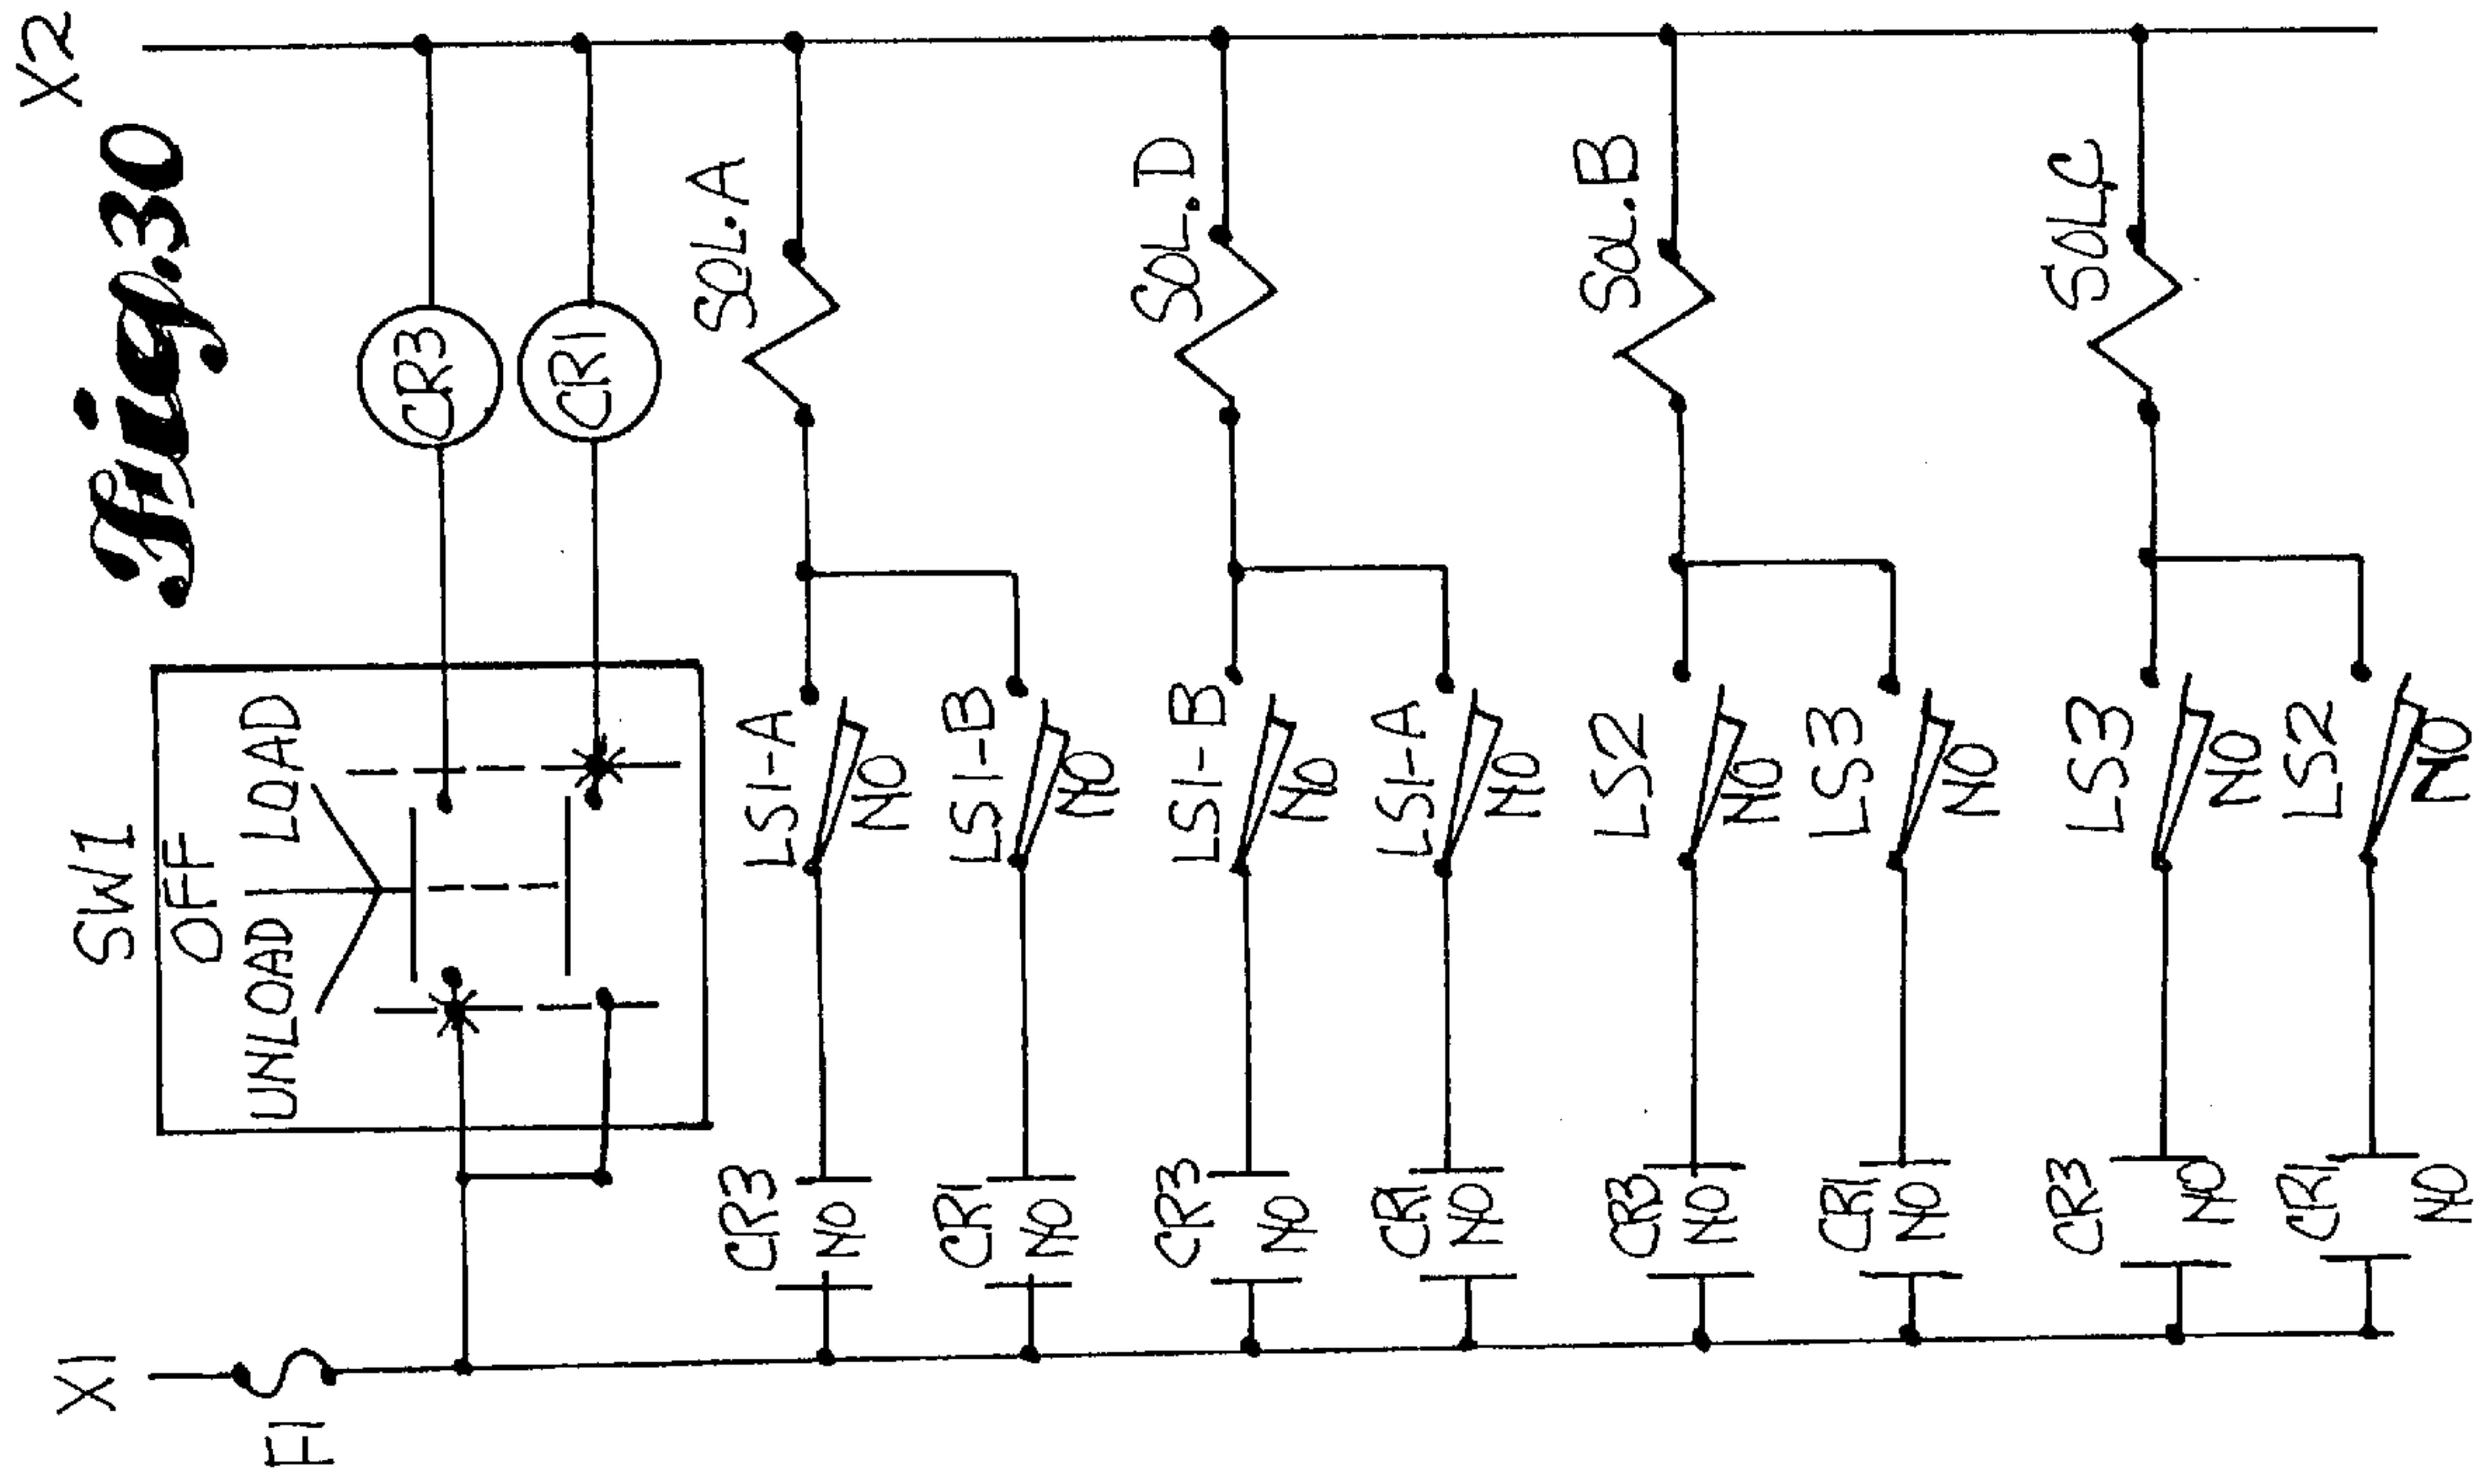 Fig.30
X1
X2
F1
SW1
OFF
UNLOAD
LOAD
CR3
CR1
CR3
NO
LS1-A
NO
SOL.A
CR1
NO
LS1-B
NO
CR3
NO
LS1-B
NO
SOL.D
CR1
NO
LS1-A
NO
CR3
NO
LS2
NO
SOL.B
CR1
NO
LS3
NO
CR3
NO
LS3
NO
SOLC
CR1
NO
LS2
NO